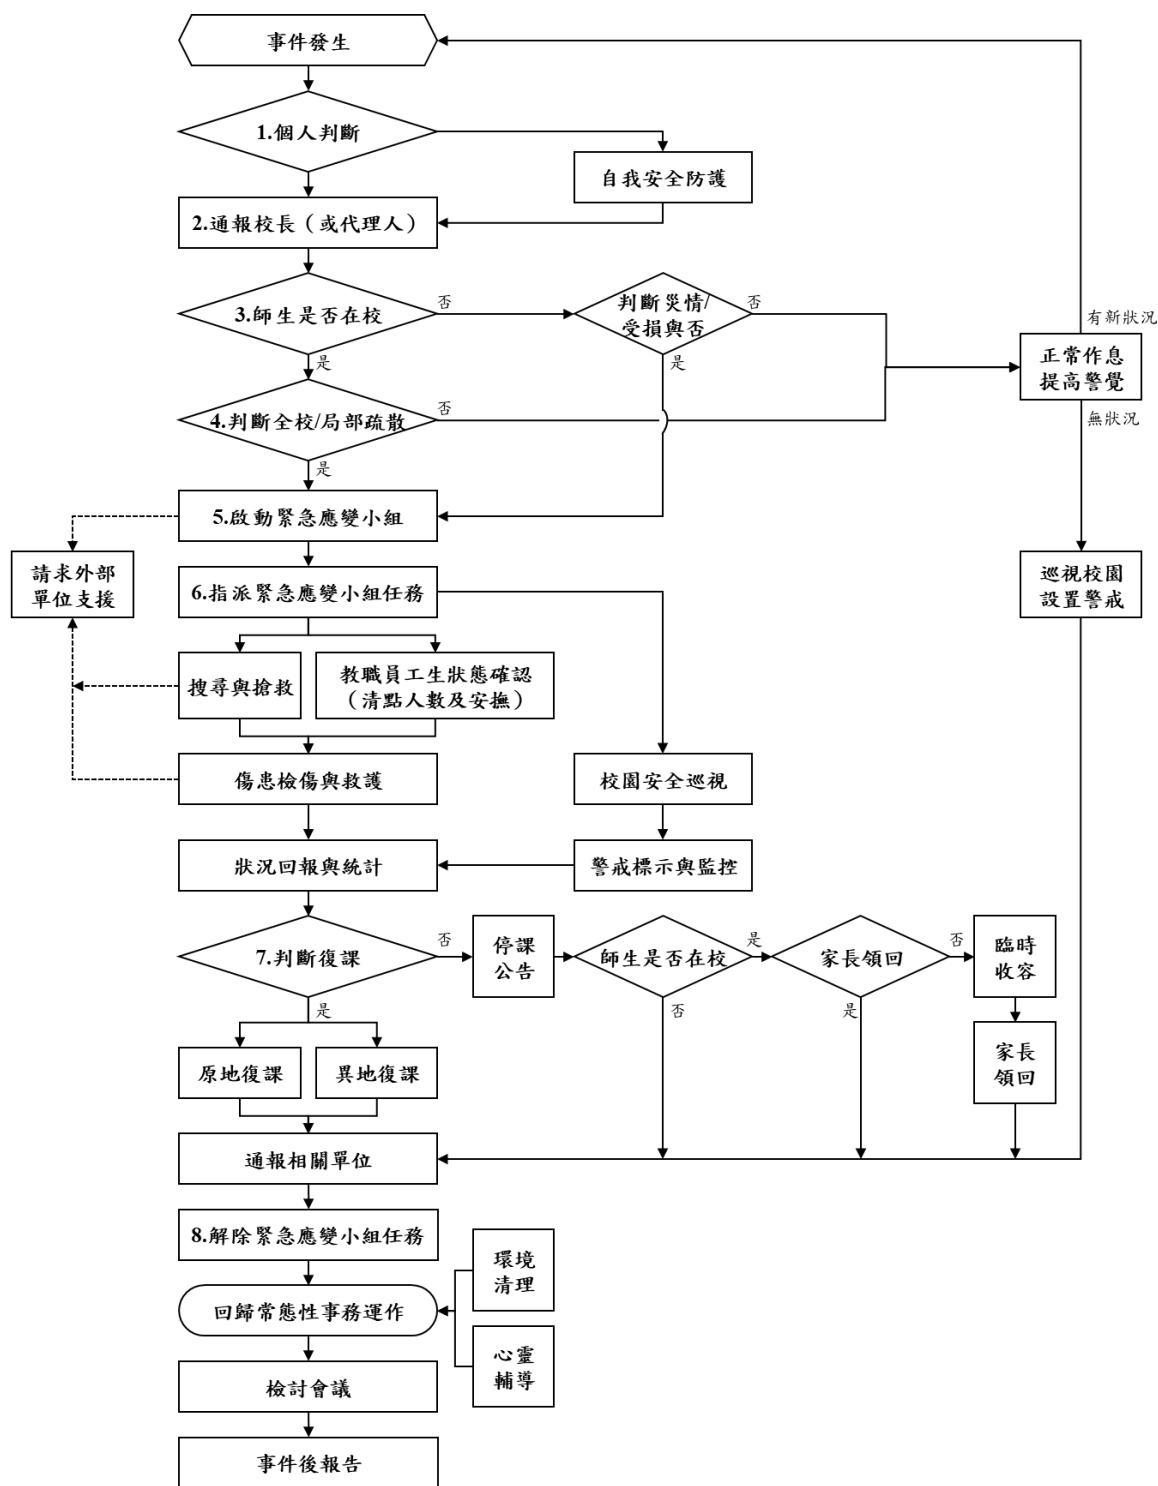 事件發生
1.個人判斷
自我安全防護
2.通報校長（或代理人）
3.師生是否在校
否
是
判斷災情/
受損與否
否
是
有新狀況
正常作息
提高警覺
無狀況
4.判斷全校/局部疏散
否
是
5.啟動緊急應變小組
請求外部
單位支援
6.指派緊急應變小組任務
巡視校園
設置警戒
搜尋與搶救
教職員工生狀態確認
（清點人數及安撫）
傷患檢傷與救護
校園安全巡視
狀況回報與統計
警戒標示與監控
7.判斷復課
否
是
停課
公告
師生是否在校
是
否
家長領回
否
是
臨時
收容
家長
領回
原地復課
異地復課
通報相關單位
8.解除緊急應變小組任務
環境
清理
回歸常態性事務運作
心靈
輔導
檢討會議
事件後報告